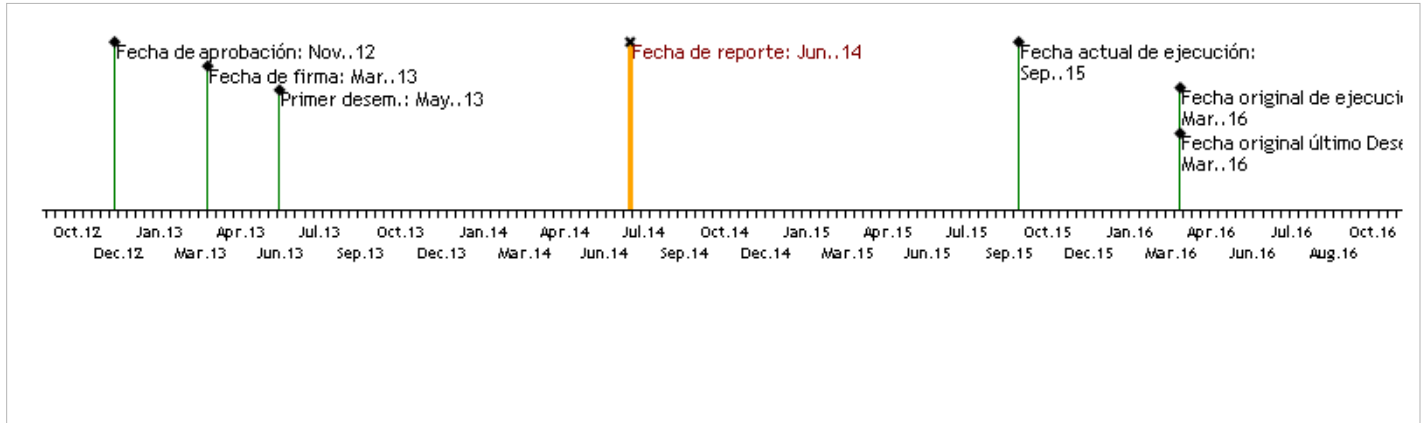 Fecha de aprobación: Nov..12
Fecha de firma: Mar..13
Primer desem.: May..13
Fecha de reporte: Jun..14
Fecha actual de ejecución:
Sep..15
Fecha original de ejecuci
Mar..16
Fecha original último Dese
Mar..16
Oct.12 Jan.13 Apr.13 Jul.13 Oct.13 Jan.14 Apr.14 Jul.14 Oct.14 Jan.15 Apr.15 Jul.15 Oct.15 Jan.16 Apr.16 Jul.16 Oct.16
Dec.12 Mar.13 Jun.13 Sep.13 Dec.13 Mar.14 Jun.14 Sep.14 Dec.14 Mar.15 Jun.15 Sep.15 Dec.15 Mar.16 Jun.16 Aug.16